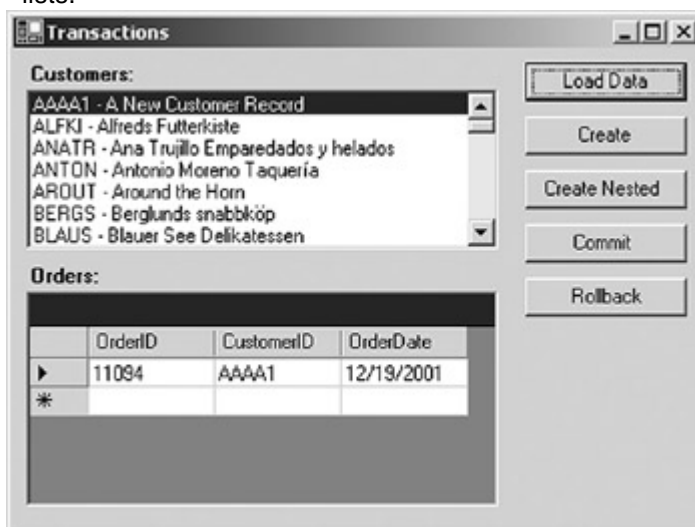 lists.
Transactions
Customers:
AAAA1 - A New Customer Record
ALFKI - Alfreds Futterkiste
ANATR - Ana Trujillo Emparedados y helados
ANTON - Antonio Moreno Taquería
AROUT - Around the Horn
BERGS - Berglunds snabbköp
BLAUS - Blauer See Delikatessen
Load Data
Create
Create Nested
Commit
Rollback
Orders:
OrderID CustomerID OrderDate
11094 AAAA1 12/19/2001